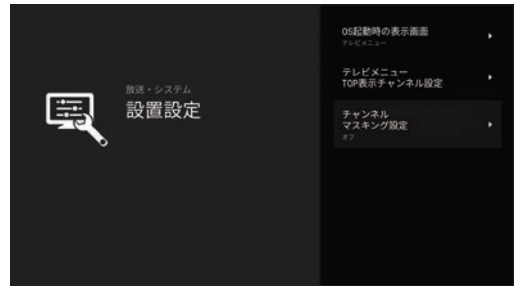 放送・システム
設置設定
OS起動時の表示画面
テレビメニュー
テレビメニュー
TOP表示チャンネル設定
チャンネル
マスキング設定
オフ